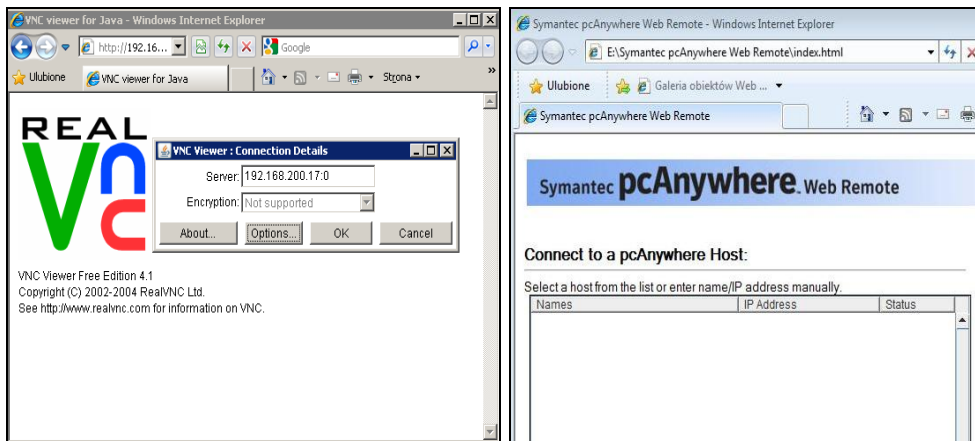 VNC viewer for Java - Windows Internet Explorer
http://192.16...
Google
Ulubione
VNC viewer for Java
Strona
»
REAL
VNC
VNC Viewer : Connection Details
Server: 192.168.200.17:0
Encryption: Not supported
About...
Options...
OK
Cancel
VNC Viewer Free Edition 4.1
Copyright (C) 2002-2004 RealVNC Ltd.
See http://www.realvnc.com for information on VNC.
Symantec pcAnywhere Web Remote - Windows Internet Explorer
E:\Symantec pcAnywhere Web Remote\index.html
Ulubione
Galeria obiektów Web ...
Symantec pcAnywhere Web Remote
Symantec pcAnywhere Web Remote
Connect to a pcAnywhere Host:
Select a host from the list or enter name/IP address manually.
Names IP Address Status